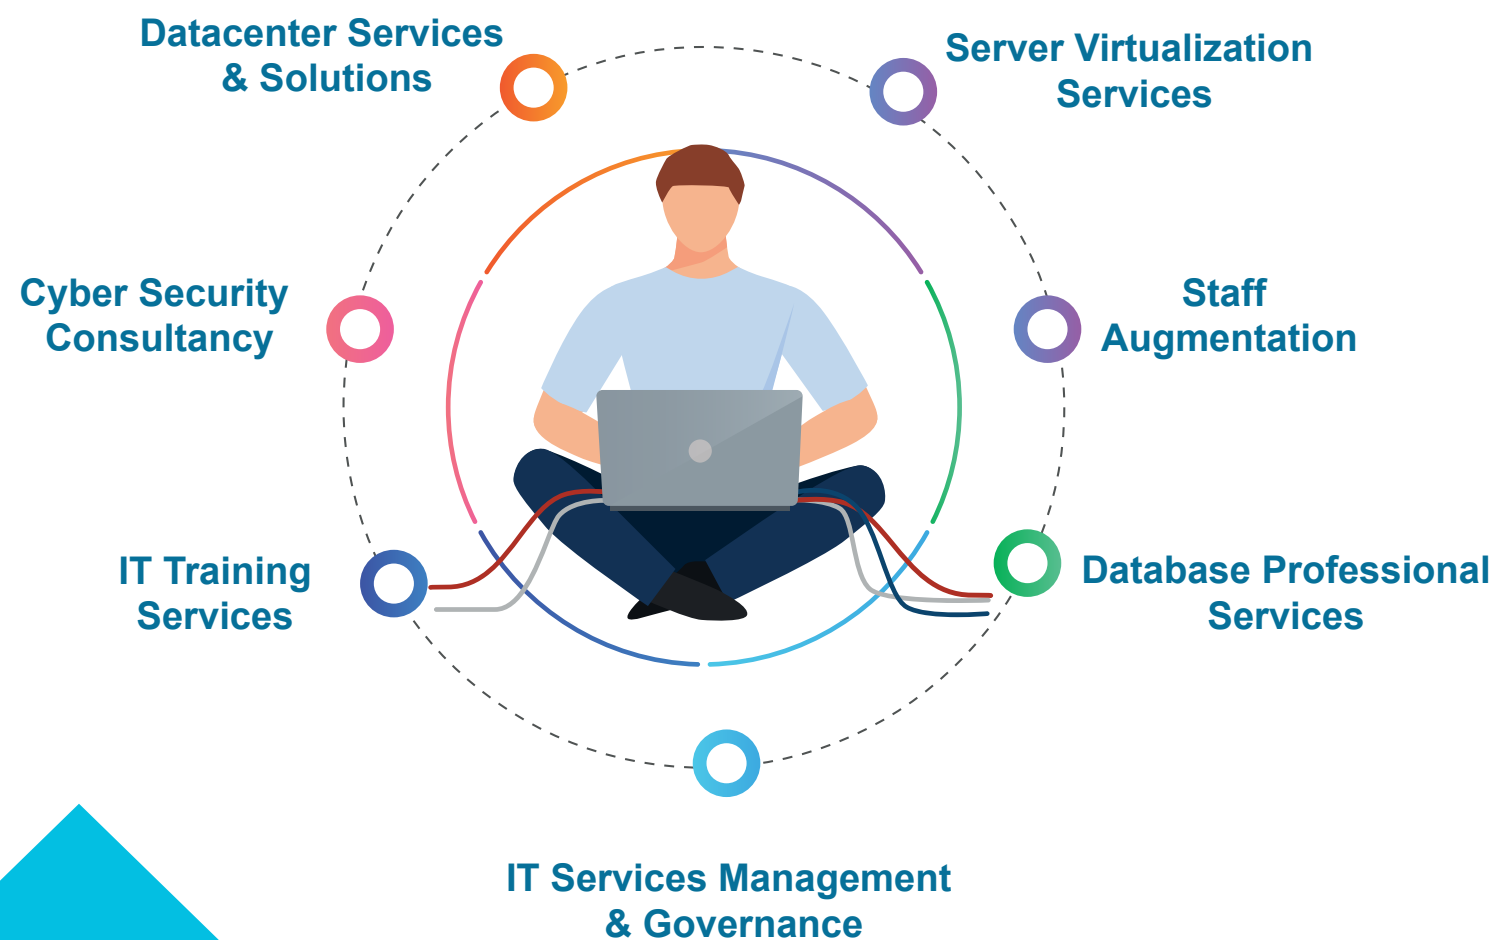 Datacenter Services
& Solutions
Server Virtualization
Services
Cyber Security
Consultancy
Staff
Augmentation
IT Training
Services
Database Professional
Services
IT Services Management
& Governance